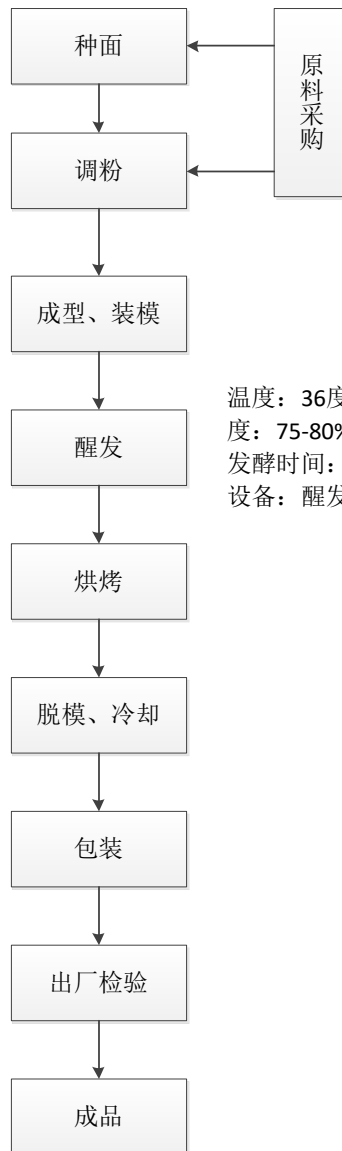 种面
原料采购
调粉
成型、装模
醒发
温度：36度
度：75-80%
发酵时间：
设备：醒发
烘烤
脱模、冷却
包装
出厂检验
成品